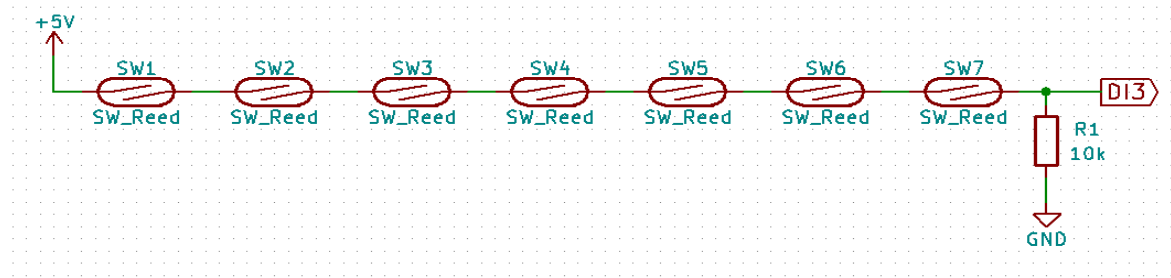 +5V
SW1 SW2 SW3 SW4 SW5 SW6 SW7
DI3
SW_Reed SW_Reed SW_Reed SW_Reed SW_Reed SW_Reed SW_Reed
R1
10k
GND